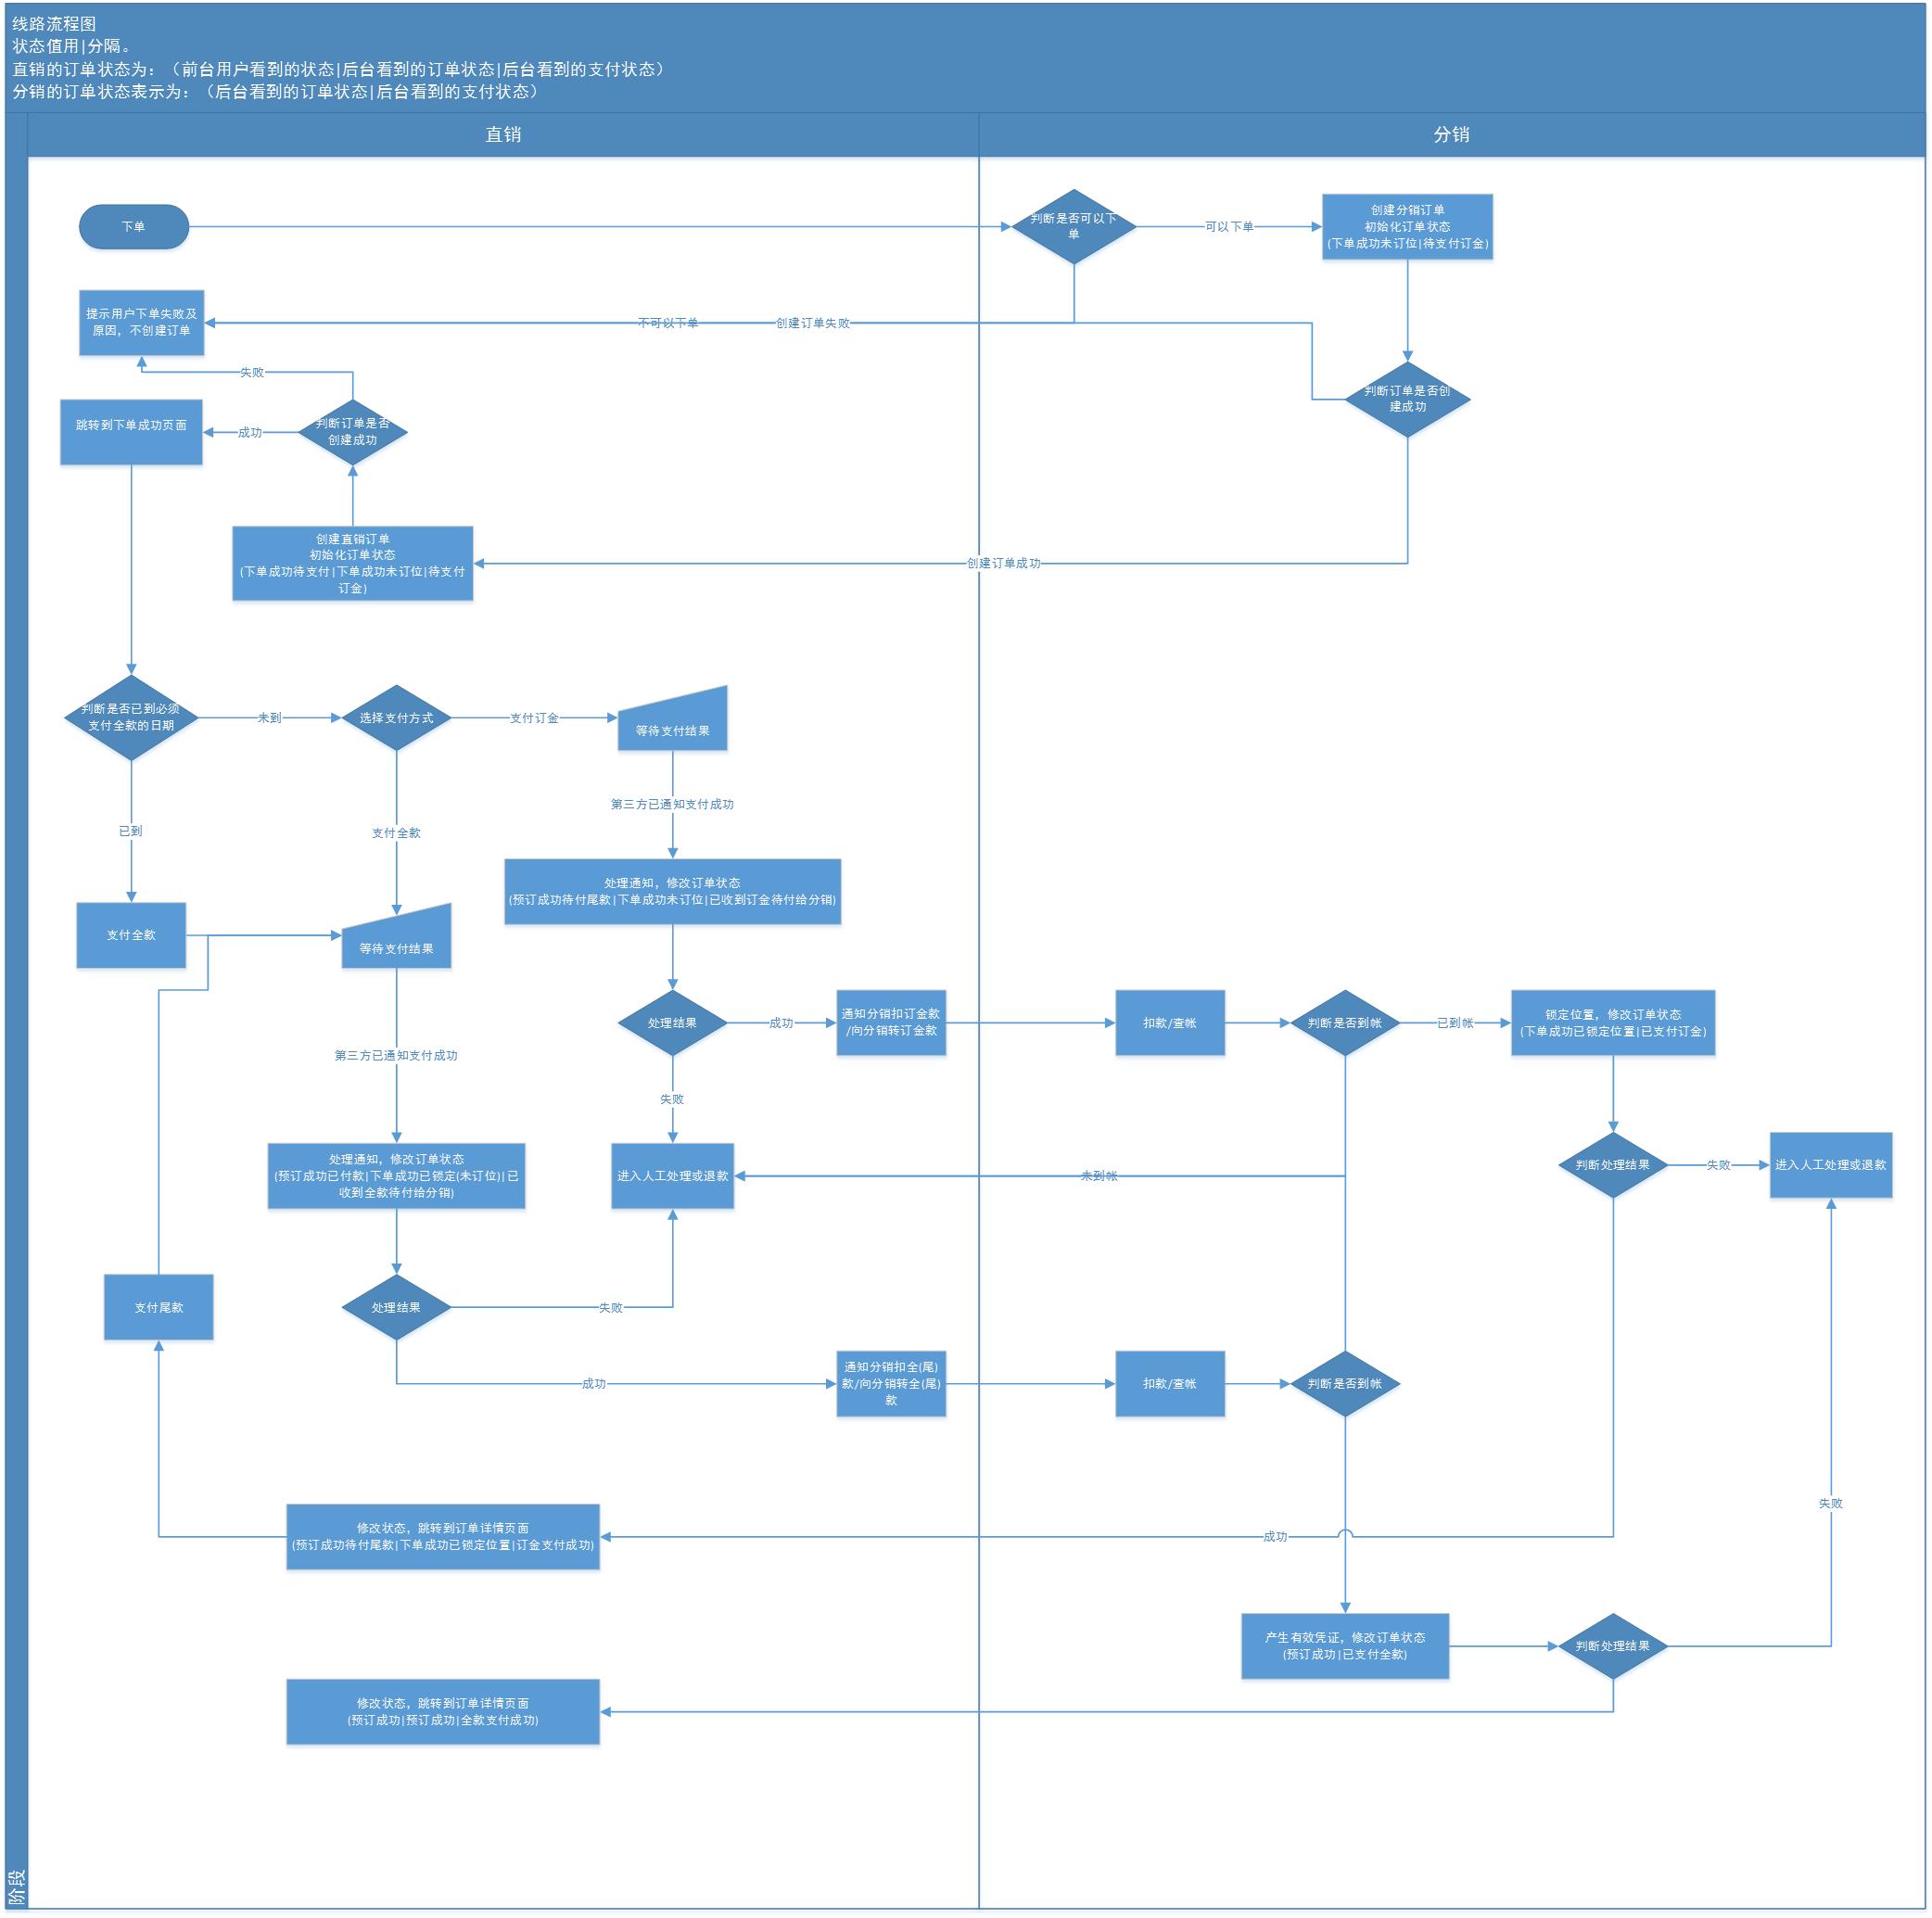 线路流程图
状态值用|分隔。
直销的订单状态为：（前台用户看到的状态|后台看到的订单状态|后台看到的支付状态）
分销的订单状态表示为：（后台看到的订单状态|后台看到的支付状态）
直销
分销
下单
判断是否可以下
单
可以下单
创建分销订单
初始化订单状态
(下单成功未订位|待支付订金)
提示用户下单失败及
原因，不创建订单
不可以下单
创建订单失败
失败
判断订单是否创
建成功
跳转到下单成功页面
成功
判断订单是否
创建成功
创建直销订单
初始化订单状态
(下单成功待支付|下单成功未订位|待支付
订金)
创建订单成功
判断是否已到必须
支付全款的日期
未到
选择支付方式
支付订金
等待支付结果
第三方已通知支付成功
已到
支付全款
处理通知，修改订单状态
(预订成功待付尾款|下单成功未订位|已收到订金待付给分销)
支付全款
等待支付结果
处理结果
成功
通知分销扣订金款
/向分销转订金款
扣款/查帐
判断是否到帐
已到帐
锁定位置，修改订单状态
(下单成功已锁定位置|已支付订金)
第三方已通知支付成功
失败
处理通知，修改订单状态
(预订成功已付款|下单成功已锁定(未订位)|已
收到全款待付给分销)
进入人工处理或退款
未到帐
判断处理结果
失败
进入人工处理或退款
支付尾款
处理结果
失败
成功
通知分销扣全(尾)
款/向分销转全(尾)
款
扣款/查帐
判断是否到帐
失败
修改状态，跳转到订单详情页面
(预订成功待付尾款|下单成功已锁定位置|订金支付成功)
成功
产生有效凭证，修改订单状态
(预订成功|已支付全款)
判断处理结果
修改状态，跳转到订单详情页面
(预订成功|预订成功|全款支付成功)
阶段